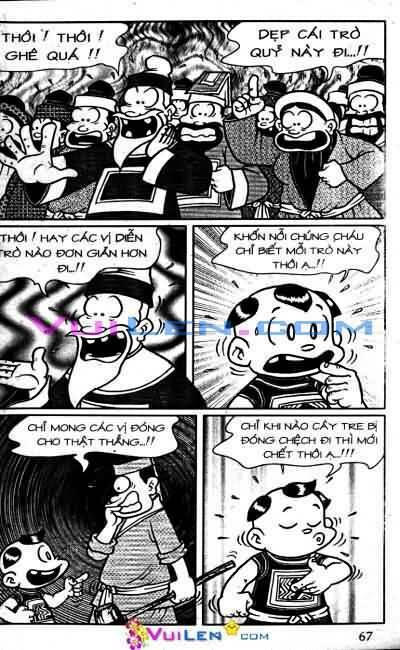 THÔI! THÔI!
GHÊ QUÁ!!
DẸP CÁI TRÒ
QUỶ NÀY ĐI...!!
THÔI! HAY CÁC VỊ DIỄN
TRÒ NÀO ĐƠN GIẢN HƠN
ĐI...!!
KHỐN NỖI CHÚNG CHÁU
CHỈ BIẾT MỖI TRÒ NÀY
THÔI Ạ...!!
VUILEN.COM
CHỈ MONG CÁC VỊ ĐÓNG
CHO THẬT THẲNG...!!
CHỈ KHI NÀO CÂY TRE BỊ
ĐÓNG CHỆCH ĐI THÌ MỚI
CHẾT THÔI Ạ...!!!
VUILEN.COM
67